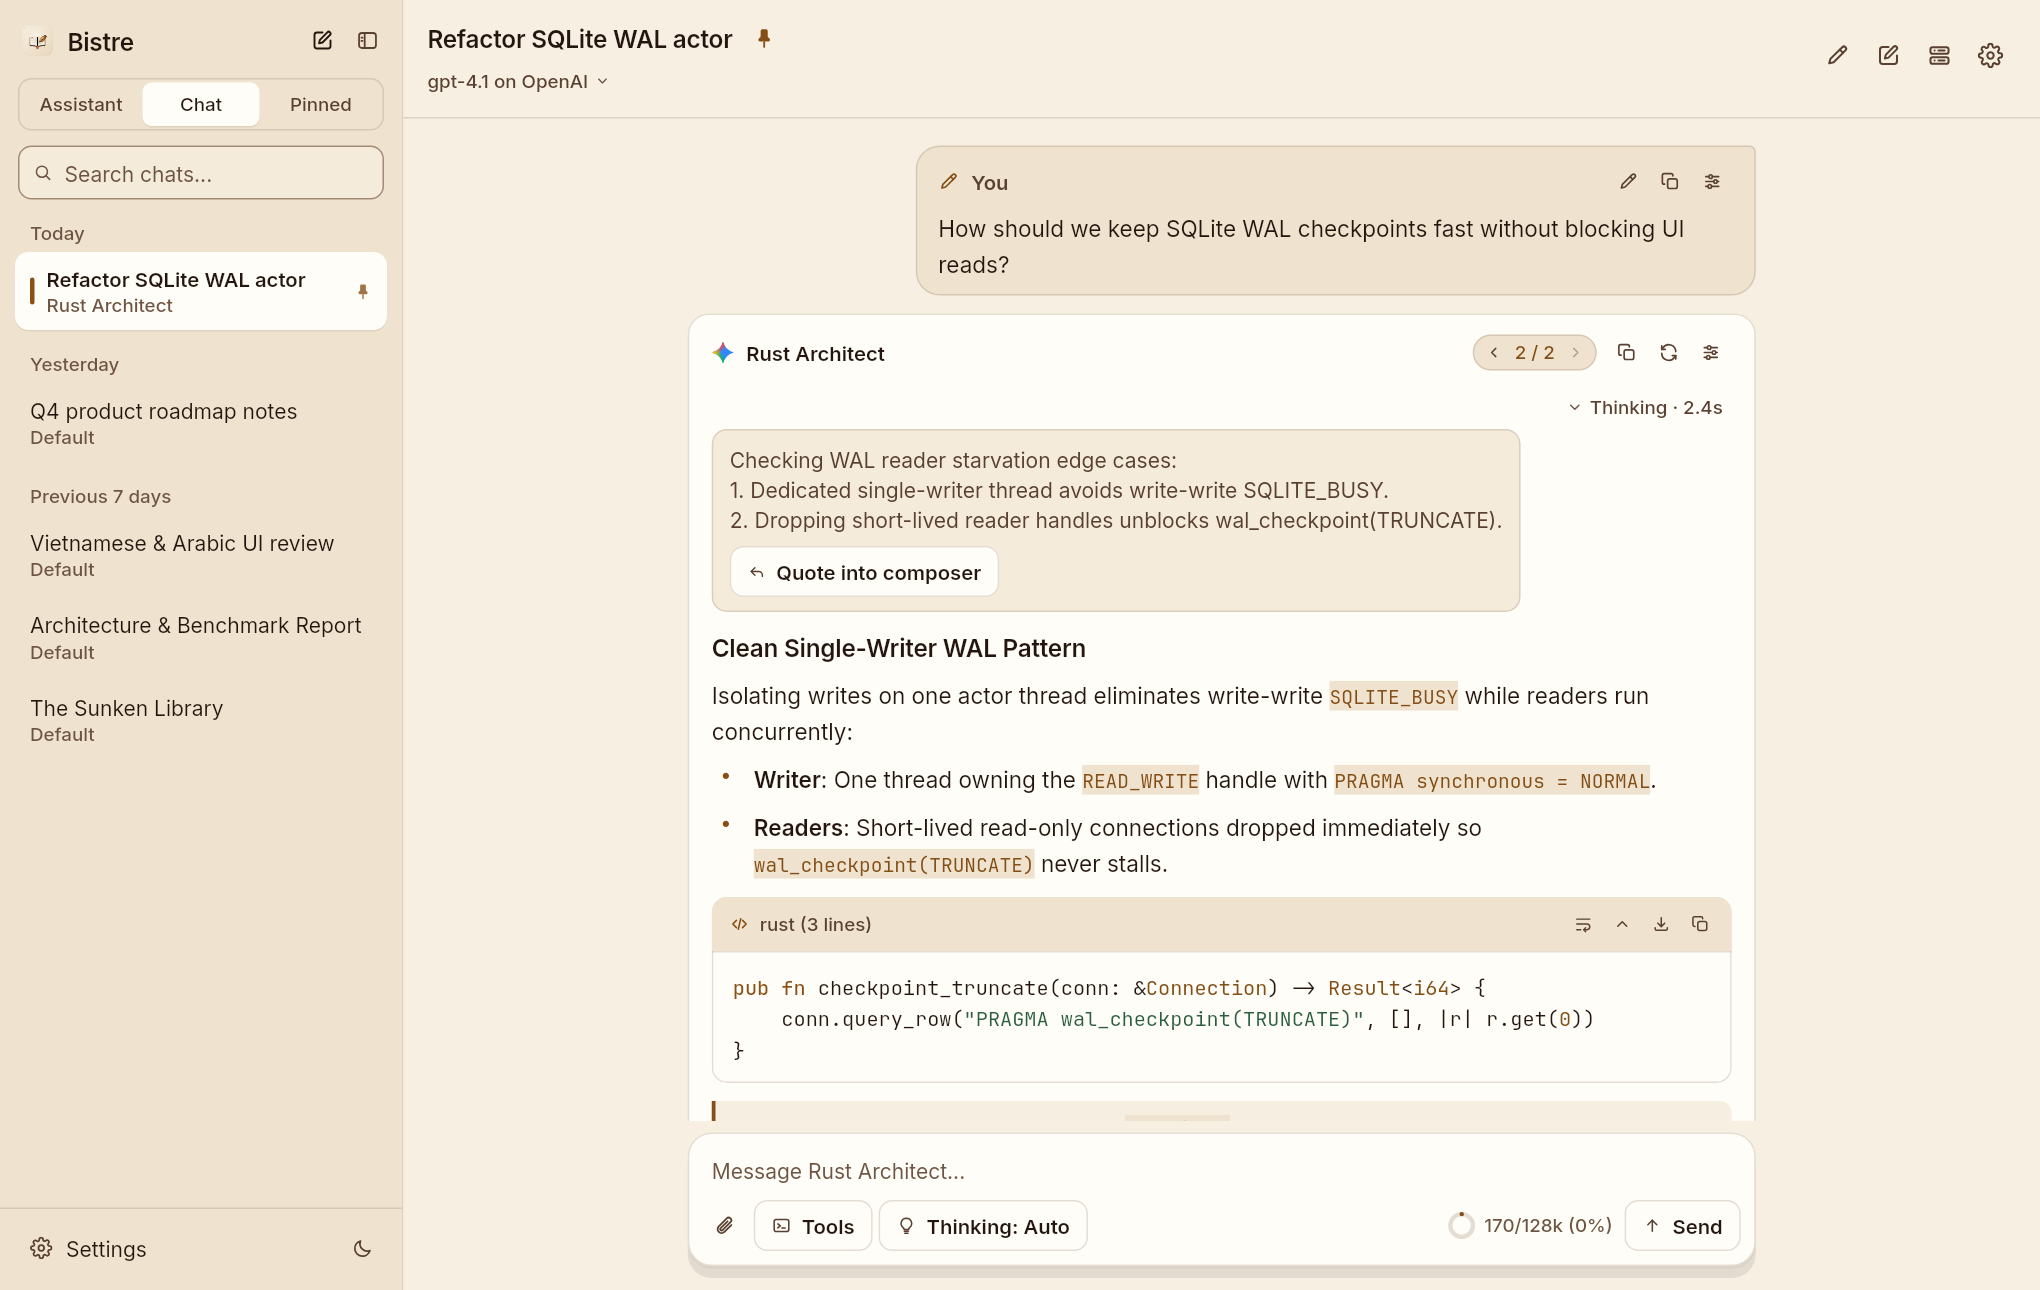 Bistre
Assistant
Chat
Pinned
Search chats...
Today
Refactor SQLite WAL actor
Rust Architect
Yesterday
Q4 product roadmap notes
Default
Previous 7 days
Vietnamese & Arabic UI review
Default
Architecture & Benchmark Report
Default
The Sunken Library
Default
Settings
Refactor SQLite WAL actor
gpt-4.1 on OpenAI
You
How should we keep SQLite WAL checkpoints fast without blocking UI
reads?
Rust Architect
2 / 2
Thinking · 2.4s
Checking WAL reader starvation edge cases:
1. Dedicated single-writer thread avoids write-write SQLITE_BUSY.
2. Dropping short-lived reader handles unblocks wal_checkpoint(TRUNCATE).
Quote into composer
Clean Single-Writer WAL Pattern
Isolating writes on one actor thread eliminates write-write SQLITE_BUSY while readers run
concurrently:
• Writer: One thread owning the READ_WRITE handle with PRAGMA synchronous = NORMAL.
• Readers: Short-lived read-only connections dropped immediately so
wal_checkpoint(TRUNCATE) never stalls.
rust (3 lines)
pub fn checkpoint_truncate(conn: &Connection) -> Result<i64> {
    conn.query_row("PRAGMA wal_checkpoint(TRUNCATE)", [], |r| r.get(0))
}
Message Rust Architect...
Tools
Thinking: Auto
170/128k (0%)
Send